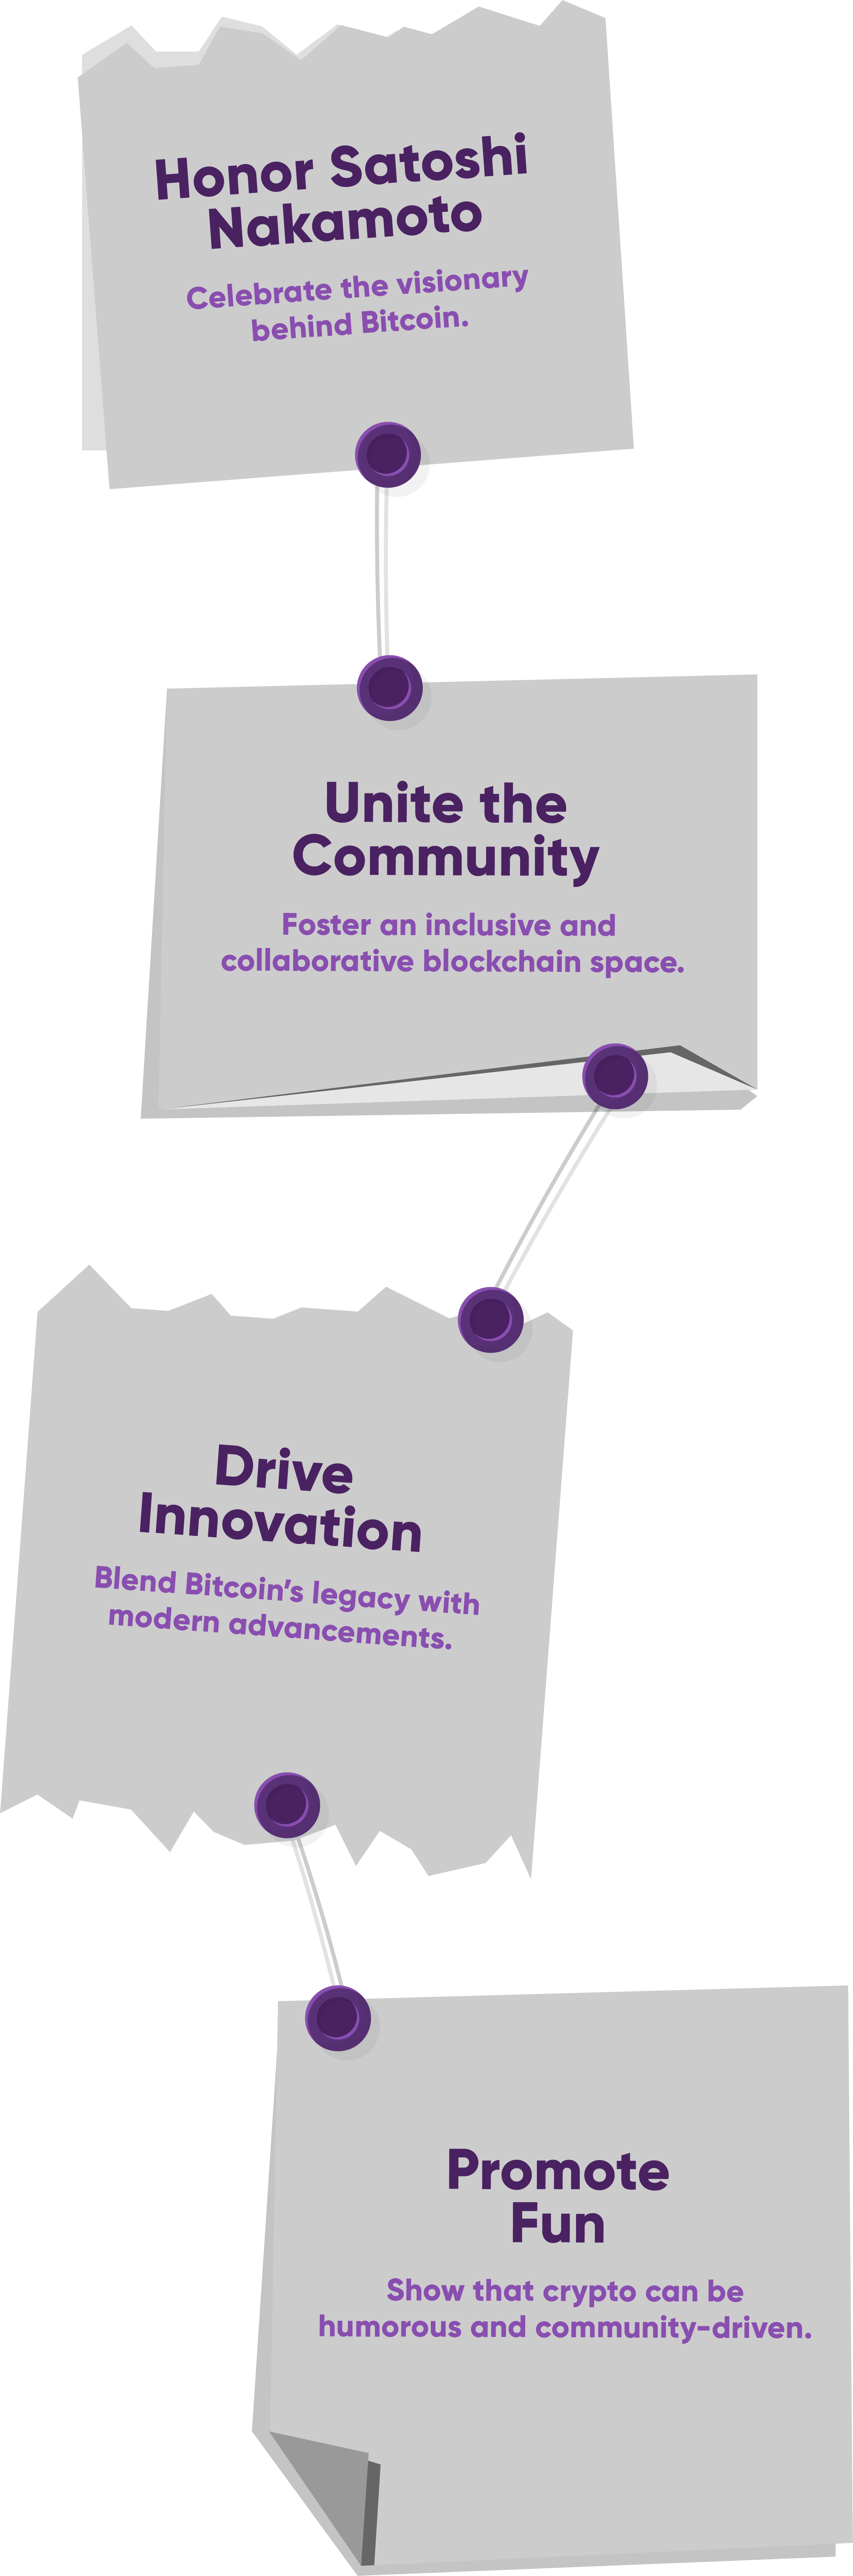 Honor Satoshi
Nakamoto
Celebrate the visionary
behind Bitcoin.
Unite the
Community
Foster an inclusive and
collaborative blockchain space.
Drive
Innovation
Blend Bitcoin’s legacy with
modern advancements.
Promote
Fun
Show that crypto can be
humorous and community-driven.